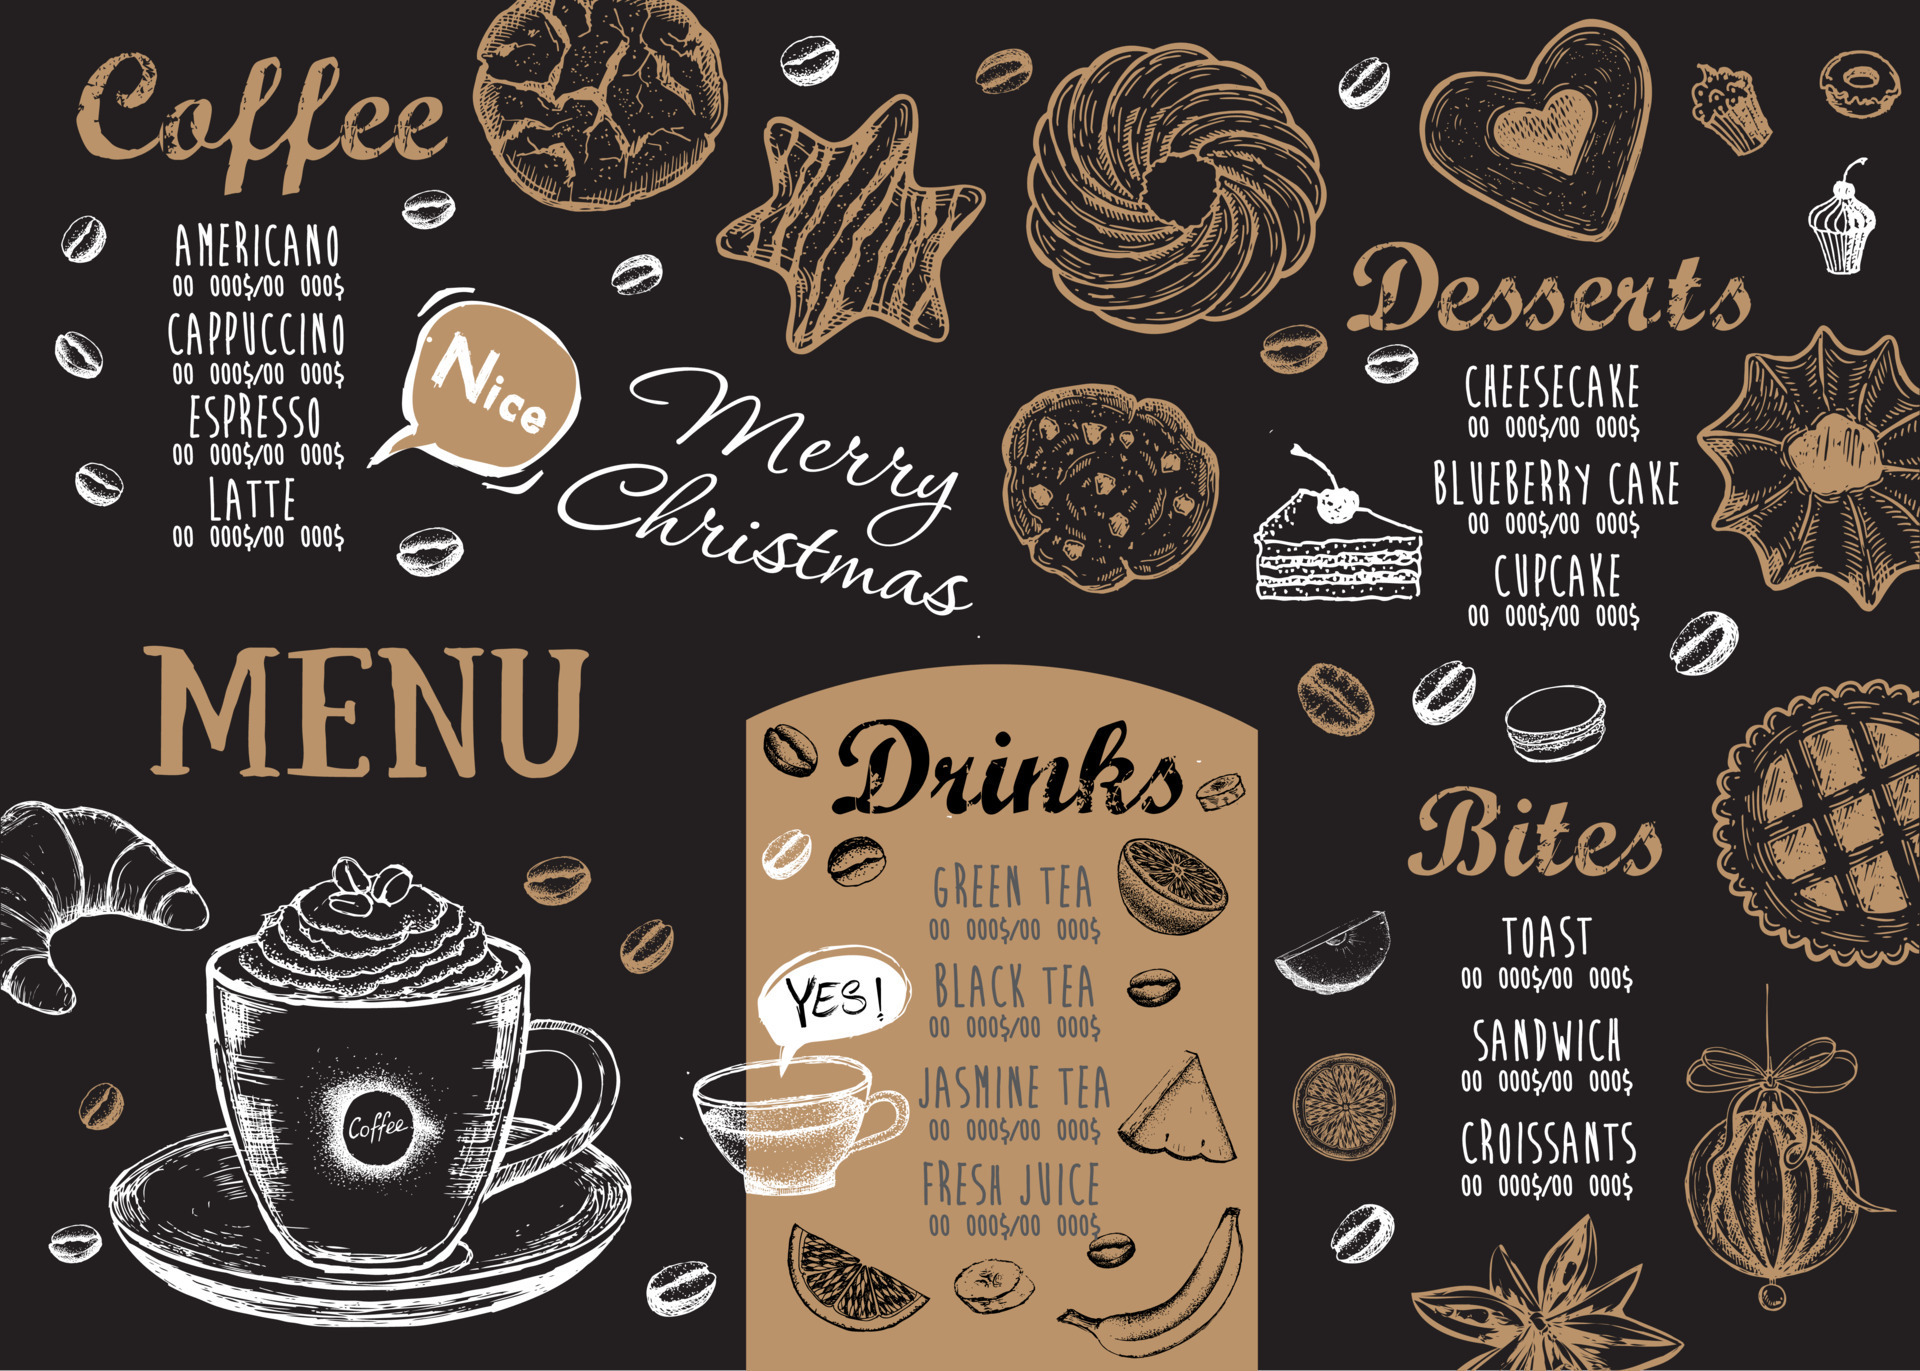 Coffee
AMERICANO
00 000$/00 000$
CAPPUCCINO
00 000$/00 000$
ESPRESSO
00 000$/00 000$
LATTE
00 000$/00 000$
Nice
Merry
Christmas
Desserts
CHEESECAKE
00 000$/00 000$
BLUEBERRY CAKE
00 000$/00 000$
CUPCAKE
00 000$/00 000$
MENU
Coffee
Drinks
GREEN TEA
00 000$/00 000$
BLACK TEA
00 000$/00 000$
JASMINE TEA
00 000$/00 000$
FRESH JUICE
00 000$/00 000$
YES!
Bites
TOAST
00 000$/00 000$
SANDWICH
00 000$/00 000$
CROISSANTS
00 000$/00 000$